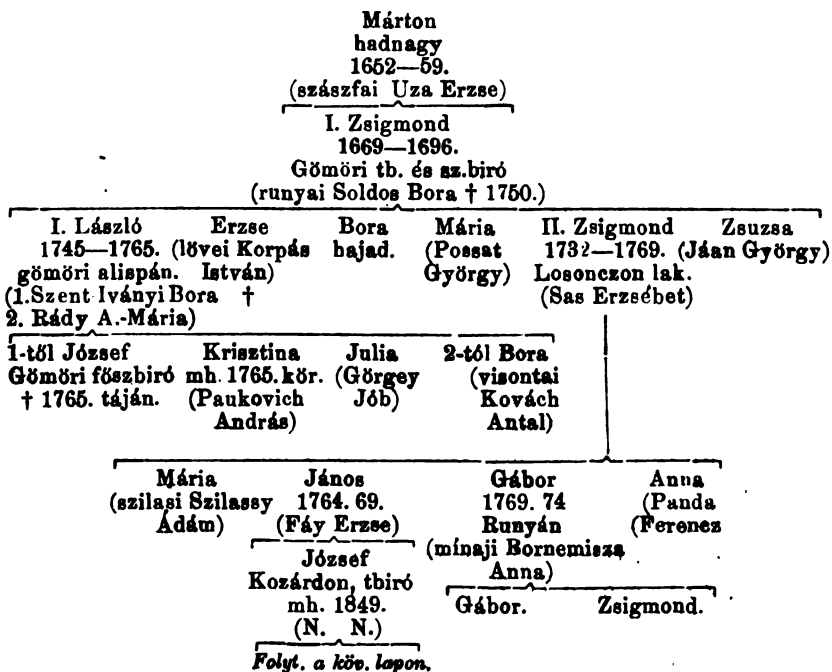 Márton
hadnagy
1652—59.
(szászfai Uza Erzse)
I. Zsigmond
1669—1696.
Gömöri tb. és sz.biró
(runyai Soldos Bora † 1750.)
I. László Erzse Bora Mária II. Zsigmond Zsuzsa
1745—1765. (lövei Korpás bajad. (Possat 1732—1769. (Jáan György)
gömöri alispán. István) György) Losonczon lak.
(1.Szent Iványi Bora † (Sas Erzsébet)
2. Rády A.-Mária)
1-től József Krisztina Julia 2-tól Bora
Gömöri főszbiró mh. 1765. kör. (Görgey (visontai
† 1765. táján. (Paukovich Jób) Kovách
András) Antal)
Mária János Gábor Anna
(szilasi Szilassy 1764. 69. 1769. 74 (Panda
Ádám) (Fáy Erzse) Runyán (Ferencz
József (mínaji Bornemisza
Kozárdon, tbiró Anna)
mh. 1849. Gábor. Zsigmond.
(N. N.)
Folyt. a köv. lapon.